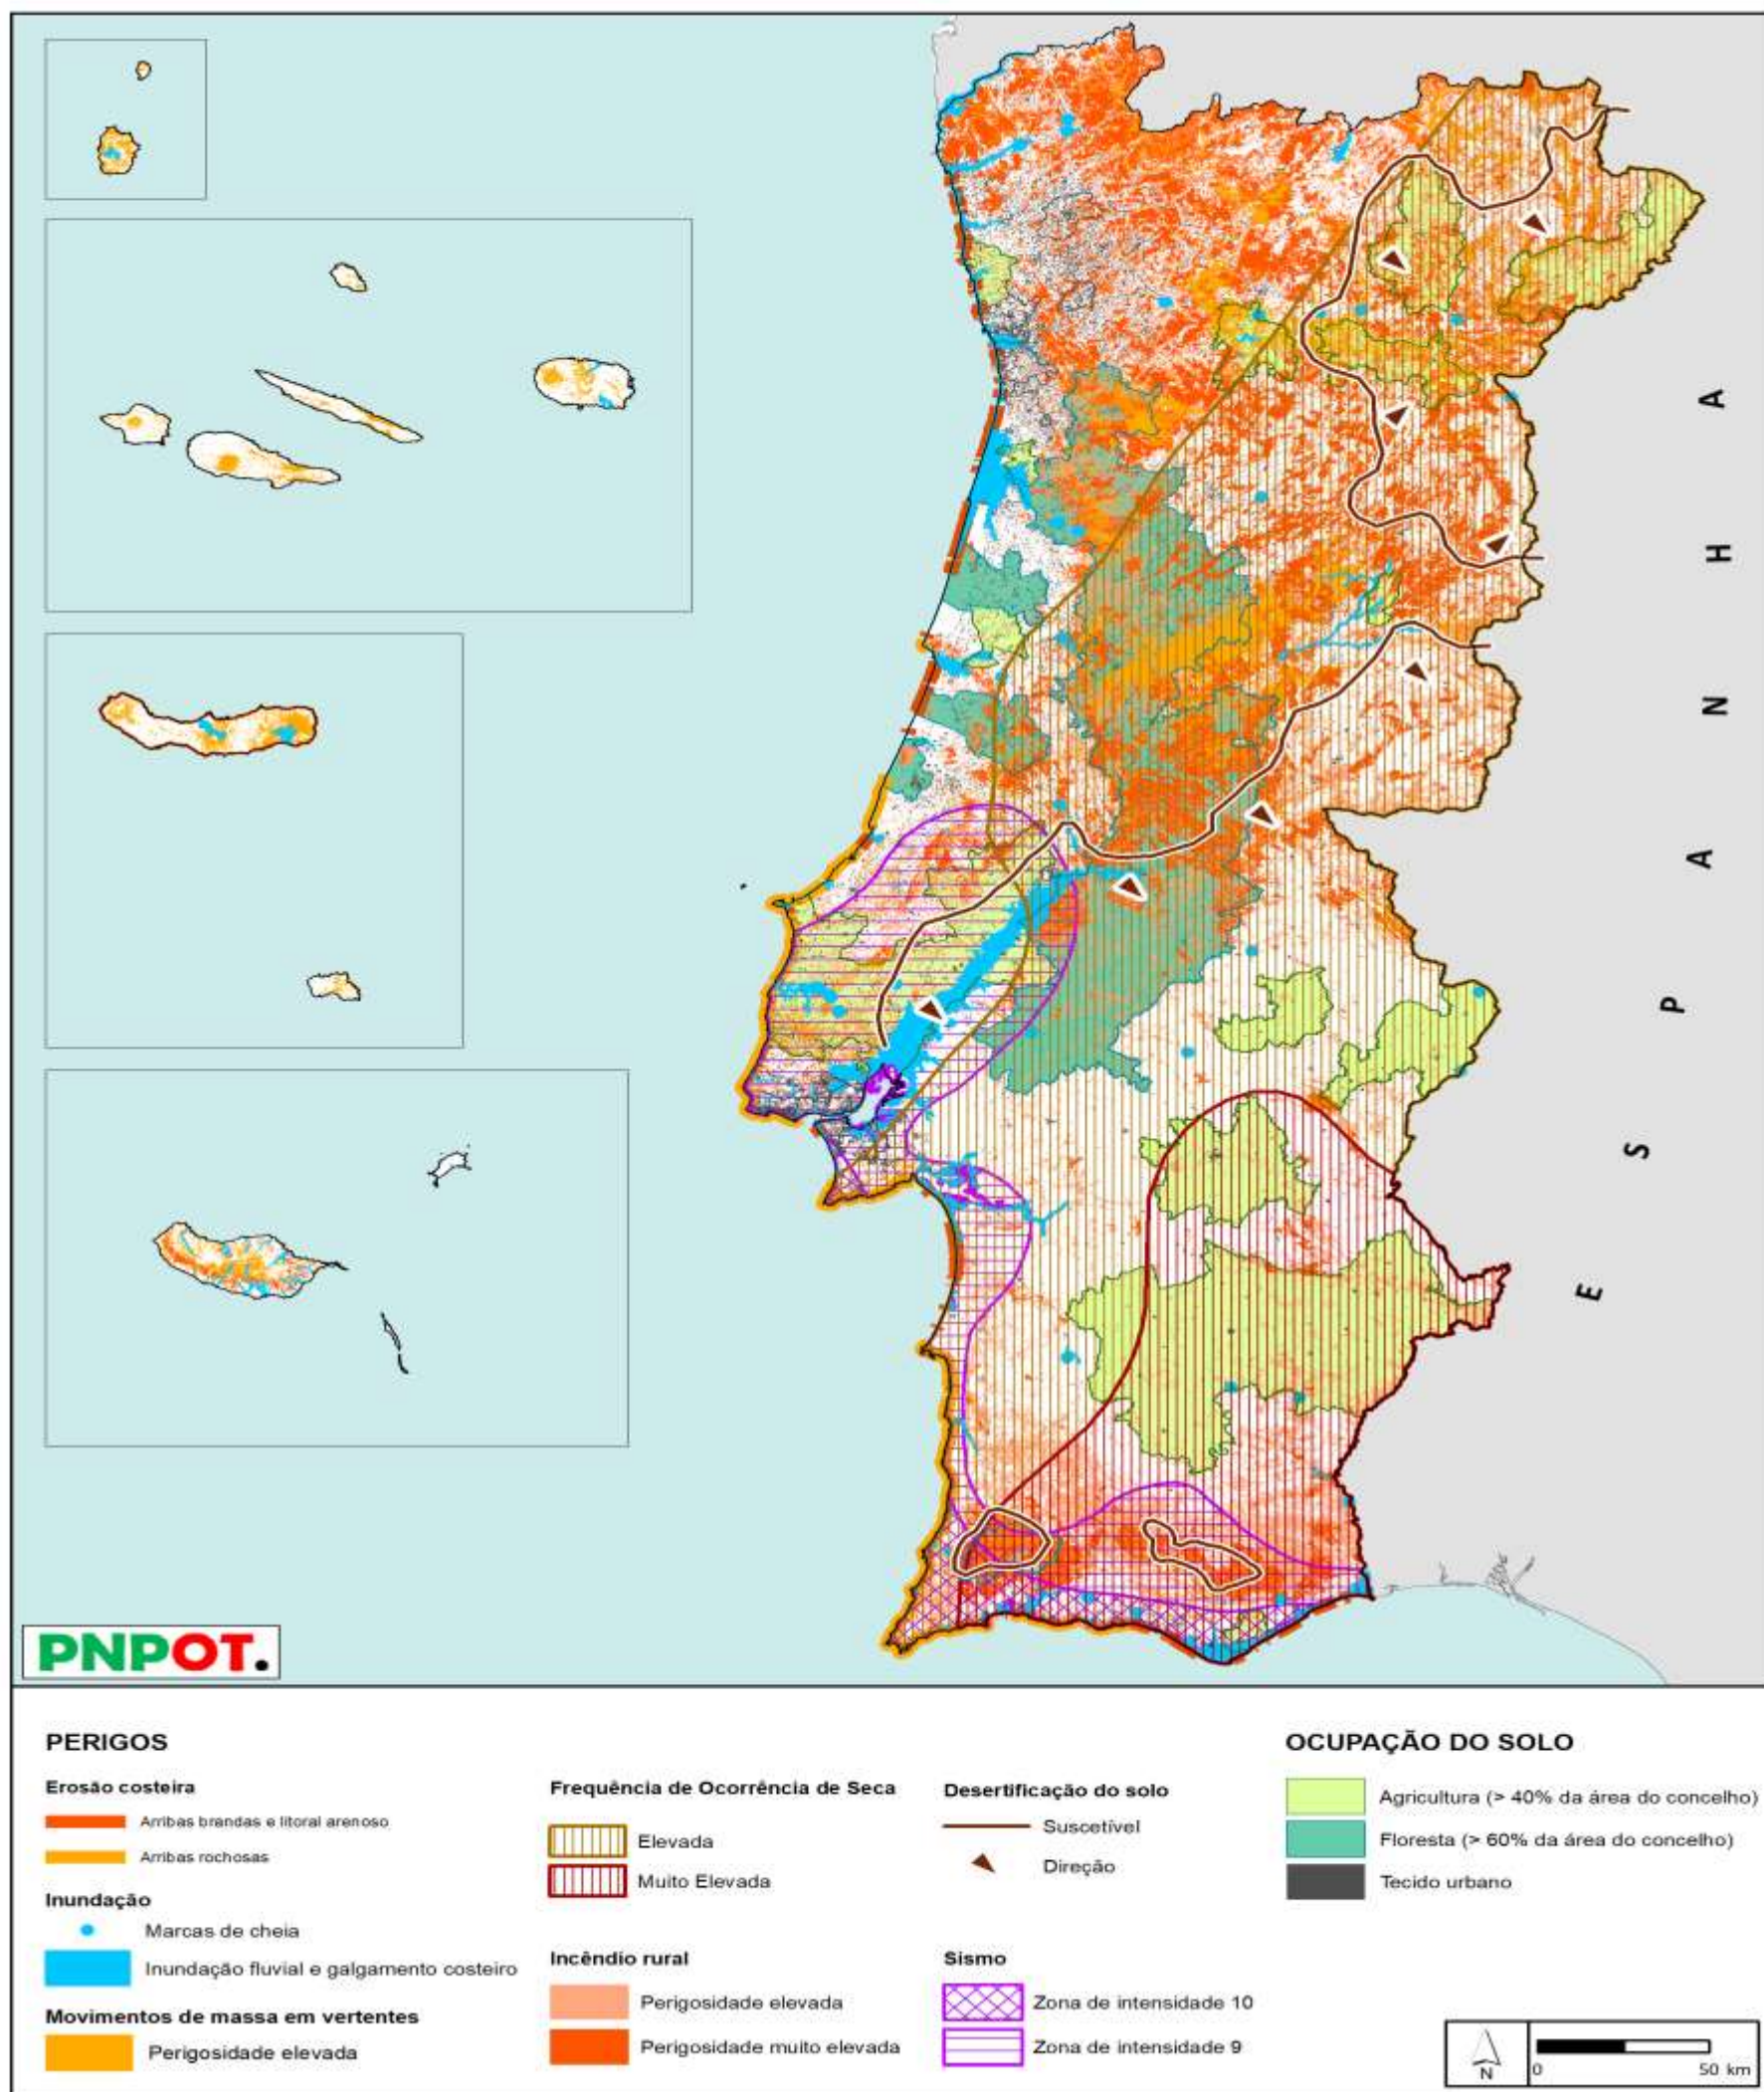 ESPANHA
PNPOT.
PERIGOS
Erosão costeira
Arribas brandas e litoral arenoso
Arribas rochosas
Inundação
Marcas de cheia
Inundação fluvial e galgamento costeiro
Movimentos de massa em vertentes
Perigosidade elevada
Frequência de Ocorrência de Seca
Elevada
Muito Elevada
Incêndio rural
Perigosidade elevada
Perigosidade muito elevada
Desertificação do solo
Suscetível
Direção
Sismo
Zona de intensidade 10
Zona de intensidade 9
OCUPAÇÃO DO SOLO
Agricultura (> 40% da área do concelho)
Floresta (> 60% da área do concelho)
Tecido urbano
N
0 50 km